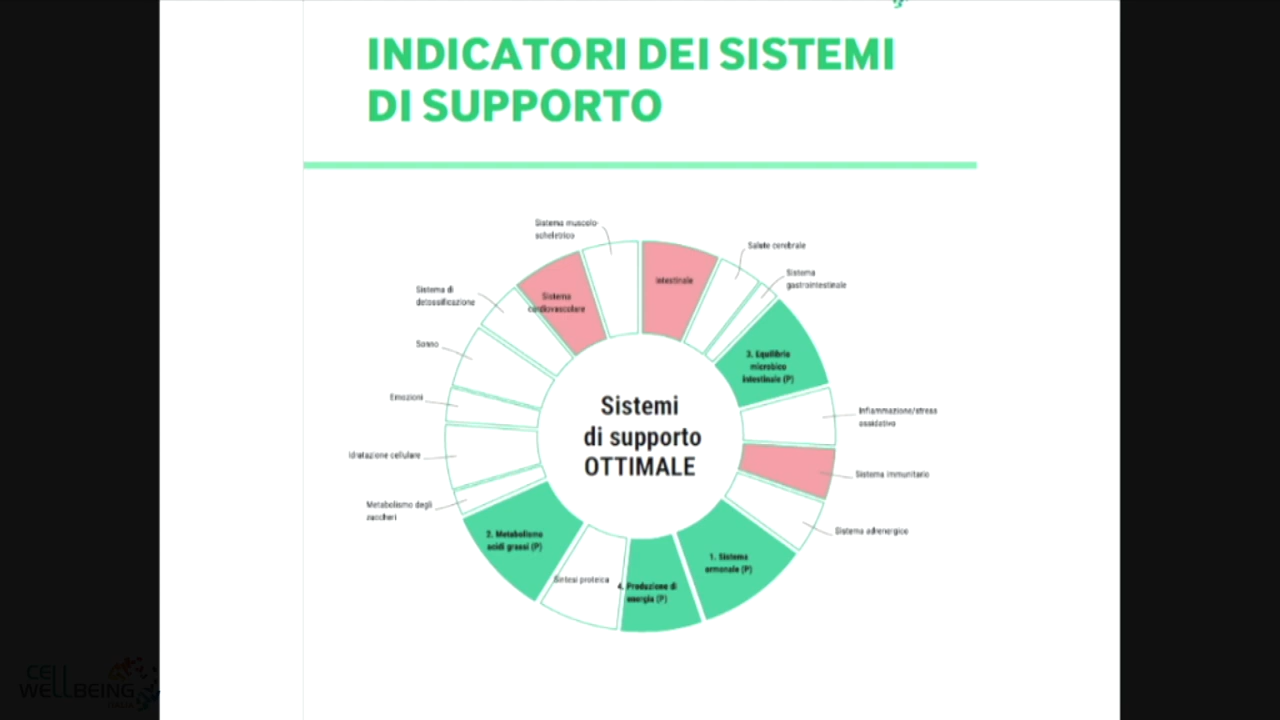 INDICATORI DEI SISTEMI
DI SUPPORTO
Sistema muscolo-
scheletrico
Intestinale
Salute cerebrale
Sistema
gastrointestinale
3. Equilibrio
microbico
intestinale (P)
Infiammazione/stress
ossidativo
Sistema immunitario
Sistema adrenergico
1. Sistema
ormonale (P)
4. Produzione di
energia (P)
Sintesi proteica
2. Metabolismo
acidi grassi (P)
Metabolismo degli
zuccheri
Idratazione cellulare
Emozioni
Sonno
Sistema di
detossificazione
Sistema
cardiovascolare
Sistemi
di supporto
OTTIMALE
CELL
WELLBEING